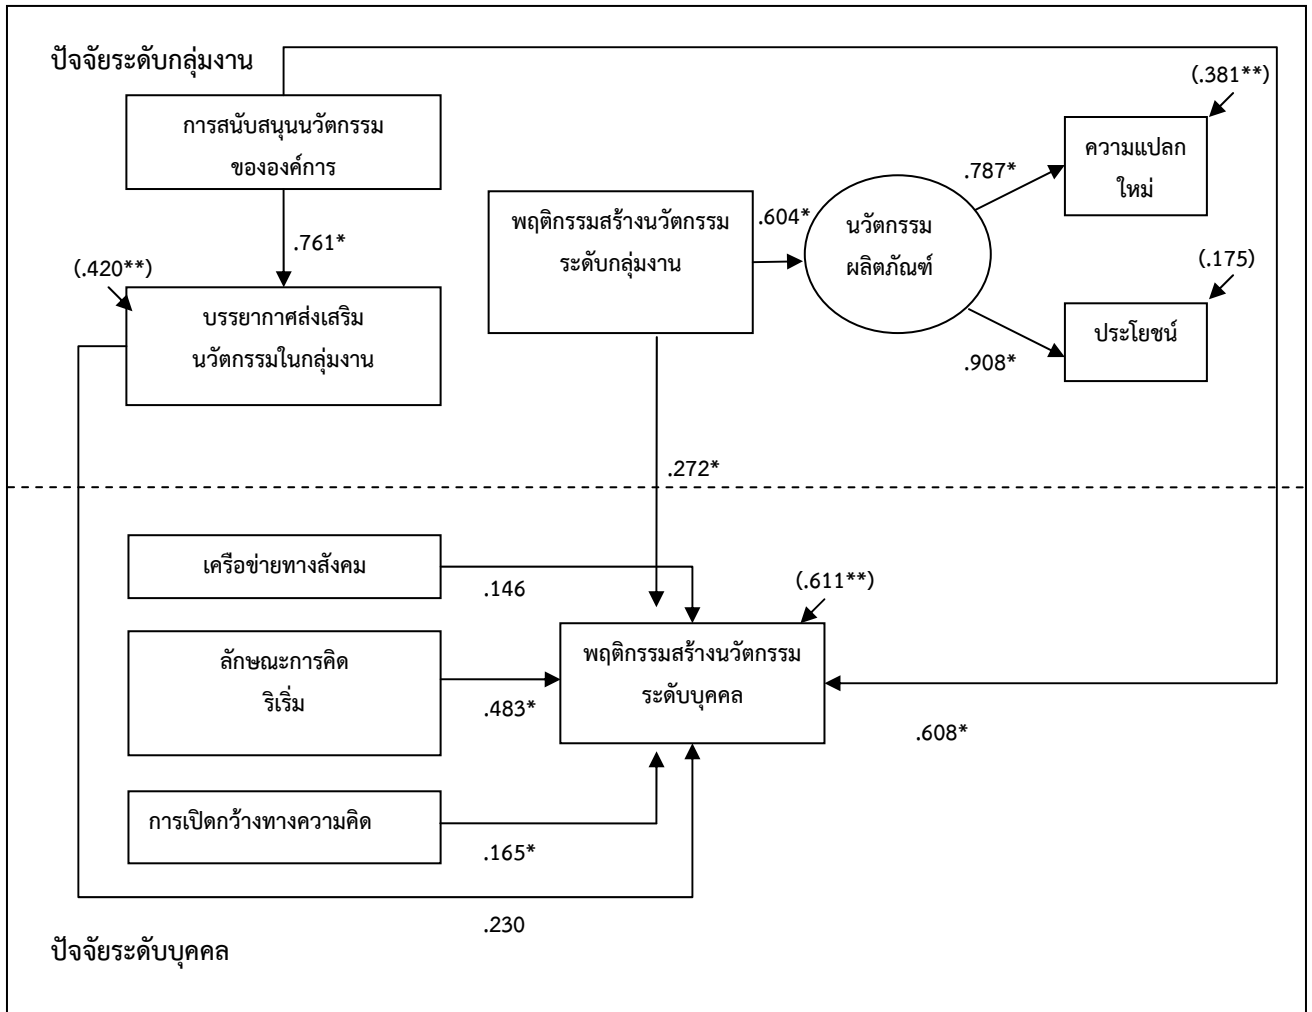 ปัจจัยระดับกลุ่มงาน
(.381**)
การสนับสนุนนวัตกรรม
ขององค์การ
ความแปลก
ใหม่
.787*
พฤติกรรมสร้างนวัตกรรม
ระดับกลุ่มงาน
.604*
นวัตกรรม
ผลิตภัณฑ์
.761*
(.420**)
(.175)
บรรยากาศส่งเสริม
นวัตกรรมในกลุ่มงาน
ประโยชน์
.908*
.272*
เครือข่ายทางสังคม
.146
(.611**)
ลักษณะการคิด
ริเริ่ม
.483*
พฤติกรรมสร้างนวัตกรรม
ระดับบุคคล
.608*
การเปิดกว้างทางความคิด
.165*
.230
ปัจจัยระดับบุคคล